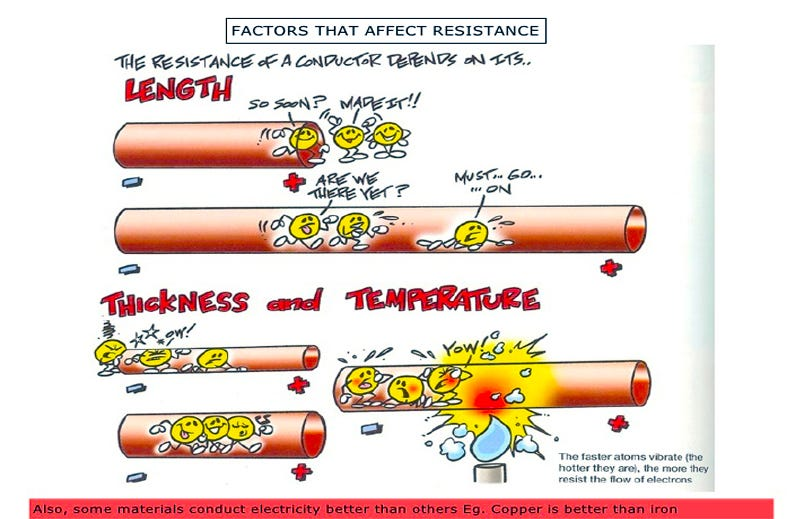 FACTORS THAT AFFECT RESISTANCE
THE RESISTANCE OF A CONDUCTOR DEPENDS ON ITS..
LENGTH
SO SOON? MADE IT!!
- +
ARE WE
THERE YET?
MUST... GO...
... ON
- +
THICKNESS and TEMPERATURE
OW!
YOW!
- +
- +
- +
The faster atoms vibrate (the
hotter they are), the more they
resist the flow of electrons
Also, some materials conduct electricity better than others Eg. Copper is better than iron